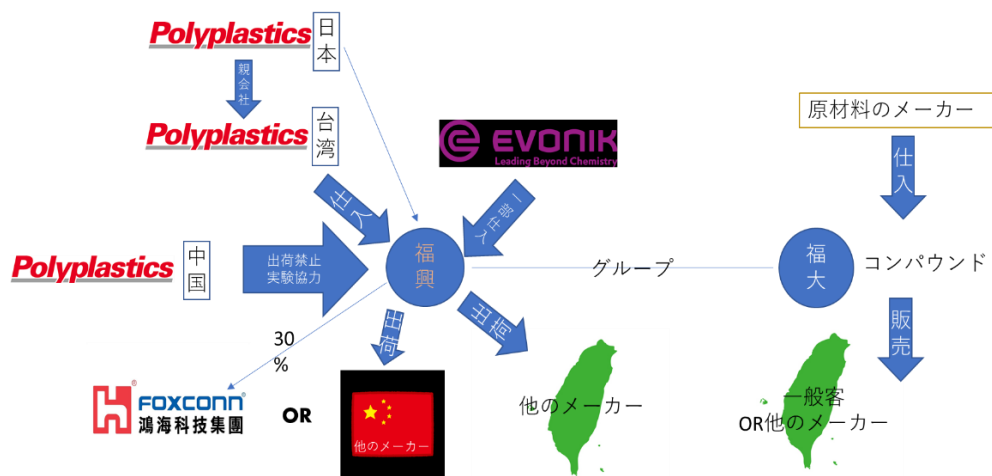 Polyplastics
日本
親会社
Polyplastics
台湾
EVONIK
Leading Beyond Chemistry
原材料のメーカー
仕入
仕入
一部仕入
Polyplastics
中国
出荷禁止
実験協力
福興
グループ
福大
コンパウンド
30
%
出荷
出荷
販売
FOXCONN®
鴻海科技集團
OR
他のメーカー
他のメーカー
一般客
OR他のメーカー